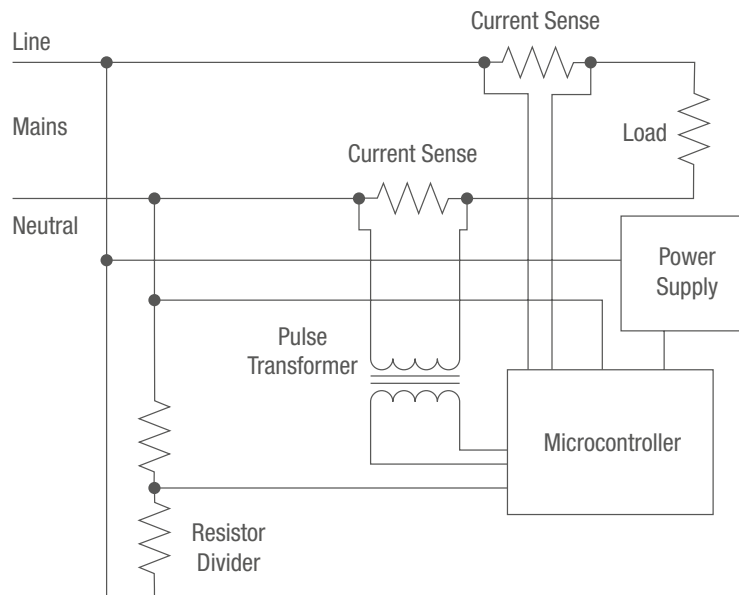 Current Sense
Line
Mains
Load
Current Sense
Neutral
Power
Supply
Pulse
Transformer
Microcontroller
Resistor
Divider